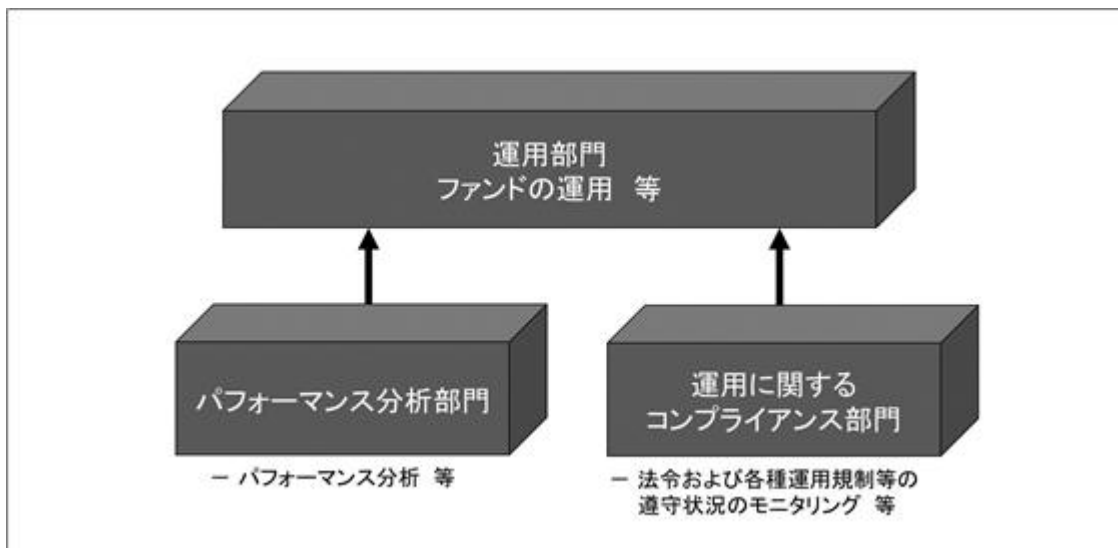 運用部門
ファンドの運用 等
パフォーマンス分析部門
－ パフォーマンス分析 等
運用に関する
コンプライアンス部門
－ 法令および各種運用規制等の
遵守状況のモニタリング 等